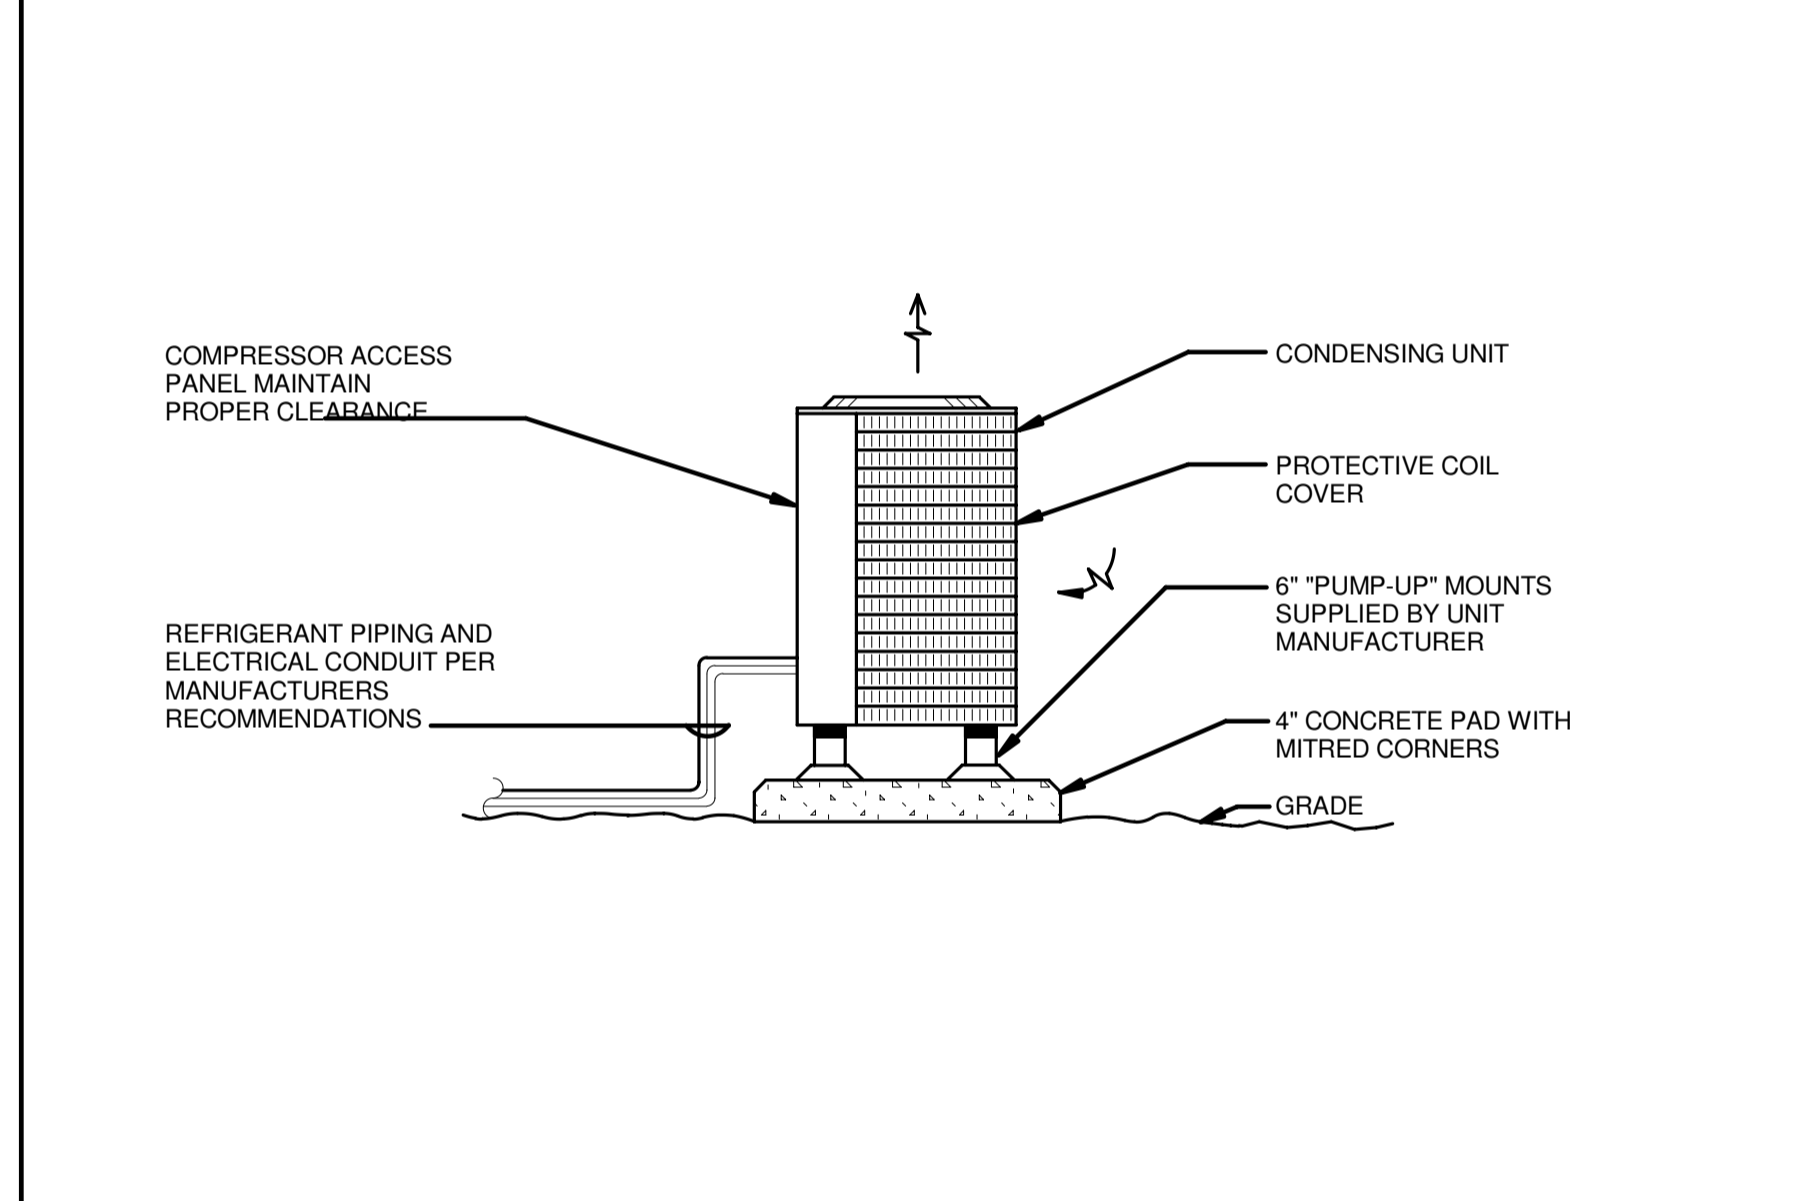 COMPRESSOR ACCESS
PANEL MAINTAIN
PROPER CLEARANCE
REFRIGERANT PIPING AND
ELECTRICAL CONDUIT PER
MANUFACTURERS
RECOMMENDATIONS
CONDENSING UNIT
PROTECTIVE COIL
COVER
6" "PUMP-UP" MOUNTS
SUPPLIED BY UNIT
MANUFACTURER
4" CONCRETE PAD WITH
MITRED CORNERS
GRADE